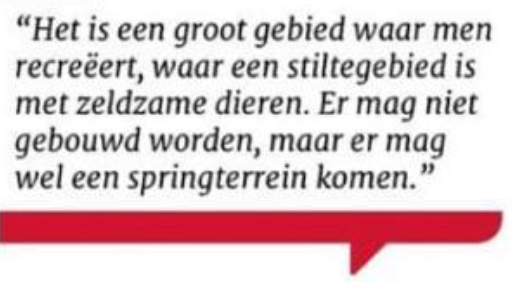 “Het is een groot gebied waar men
recreëert, waar een stiltegebied is
met zeldzame dieren. Er mag niet
gebouwd worden, maar er mag
wel een springterrein komen.”